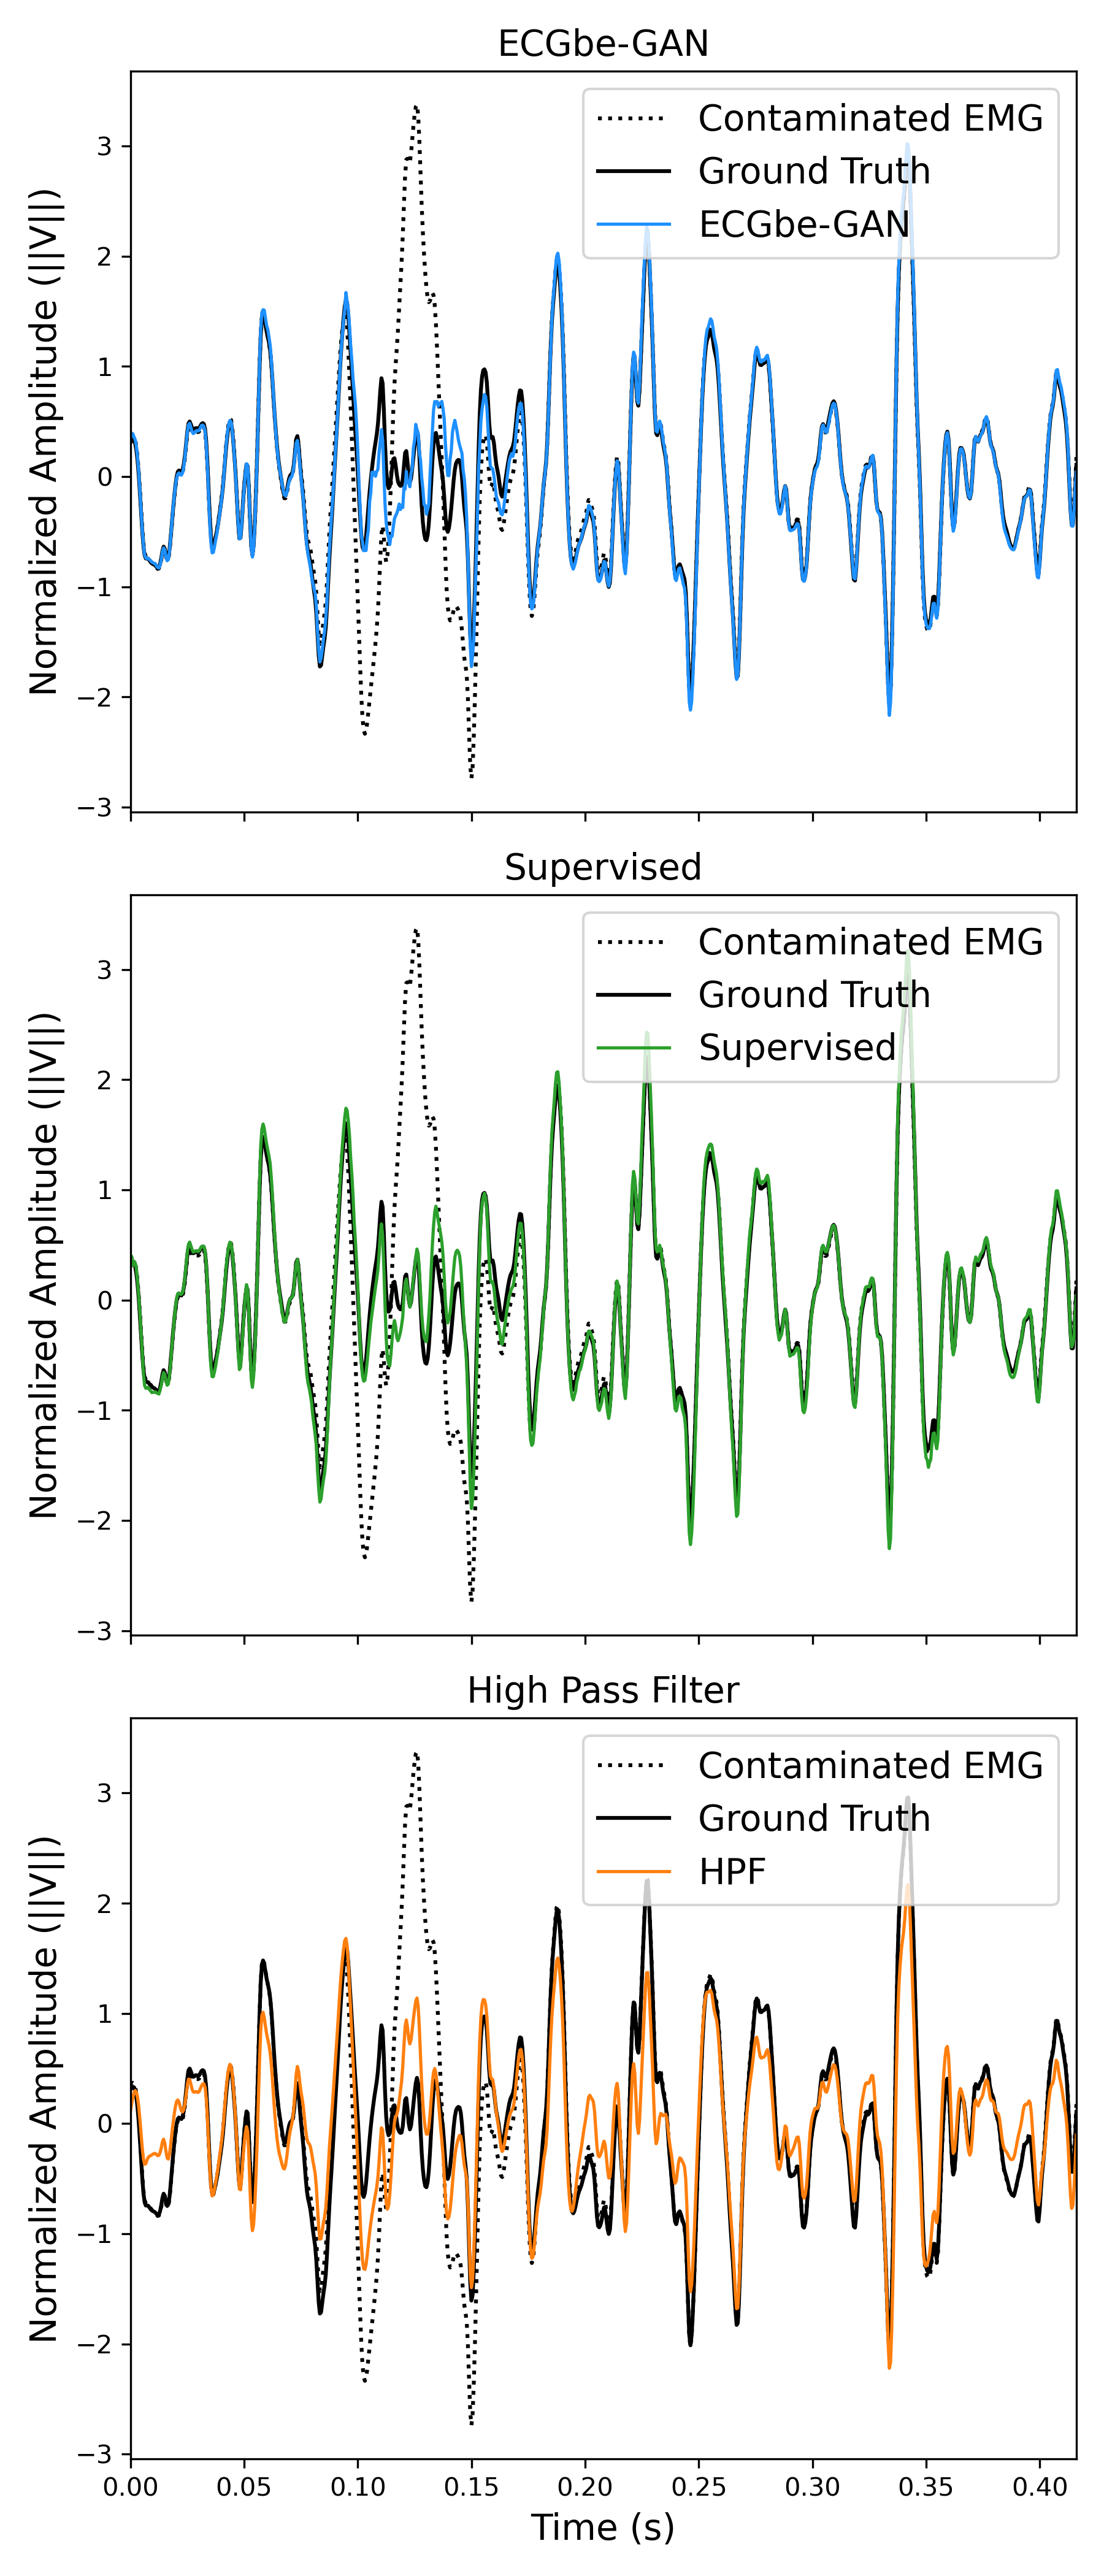 ECGbe-GAN
Contaminated EMG
Ground Truth
ECGbe-GAN
Normalized Amplitude (||V||)
3
2
1
0
−1
−2
−3
Supervised
Contaminated EMG
Ground Truth
Supervised
Normalized Amplitude (||V||)
3
2
1
0
−1
−2
−3
High Pass Filter
Contaminated EMG
Ground Truth
HPF
Normalized Amplitude (||V||)
3
2
1
0
−1
−2
−3
0.00 0.05 0.10 0.15 0.20 0.25 0.30 0.35 0.40
Time (s)